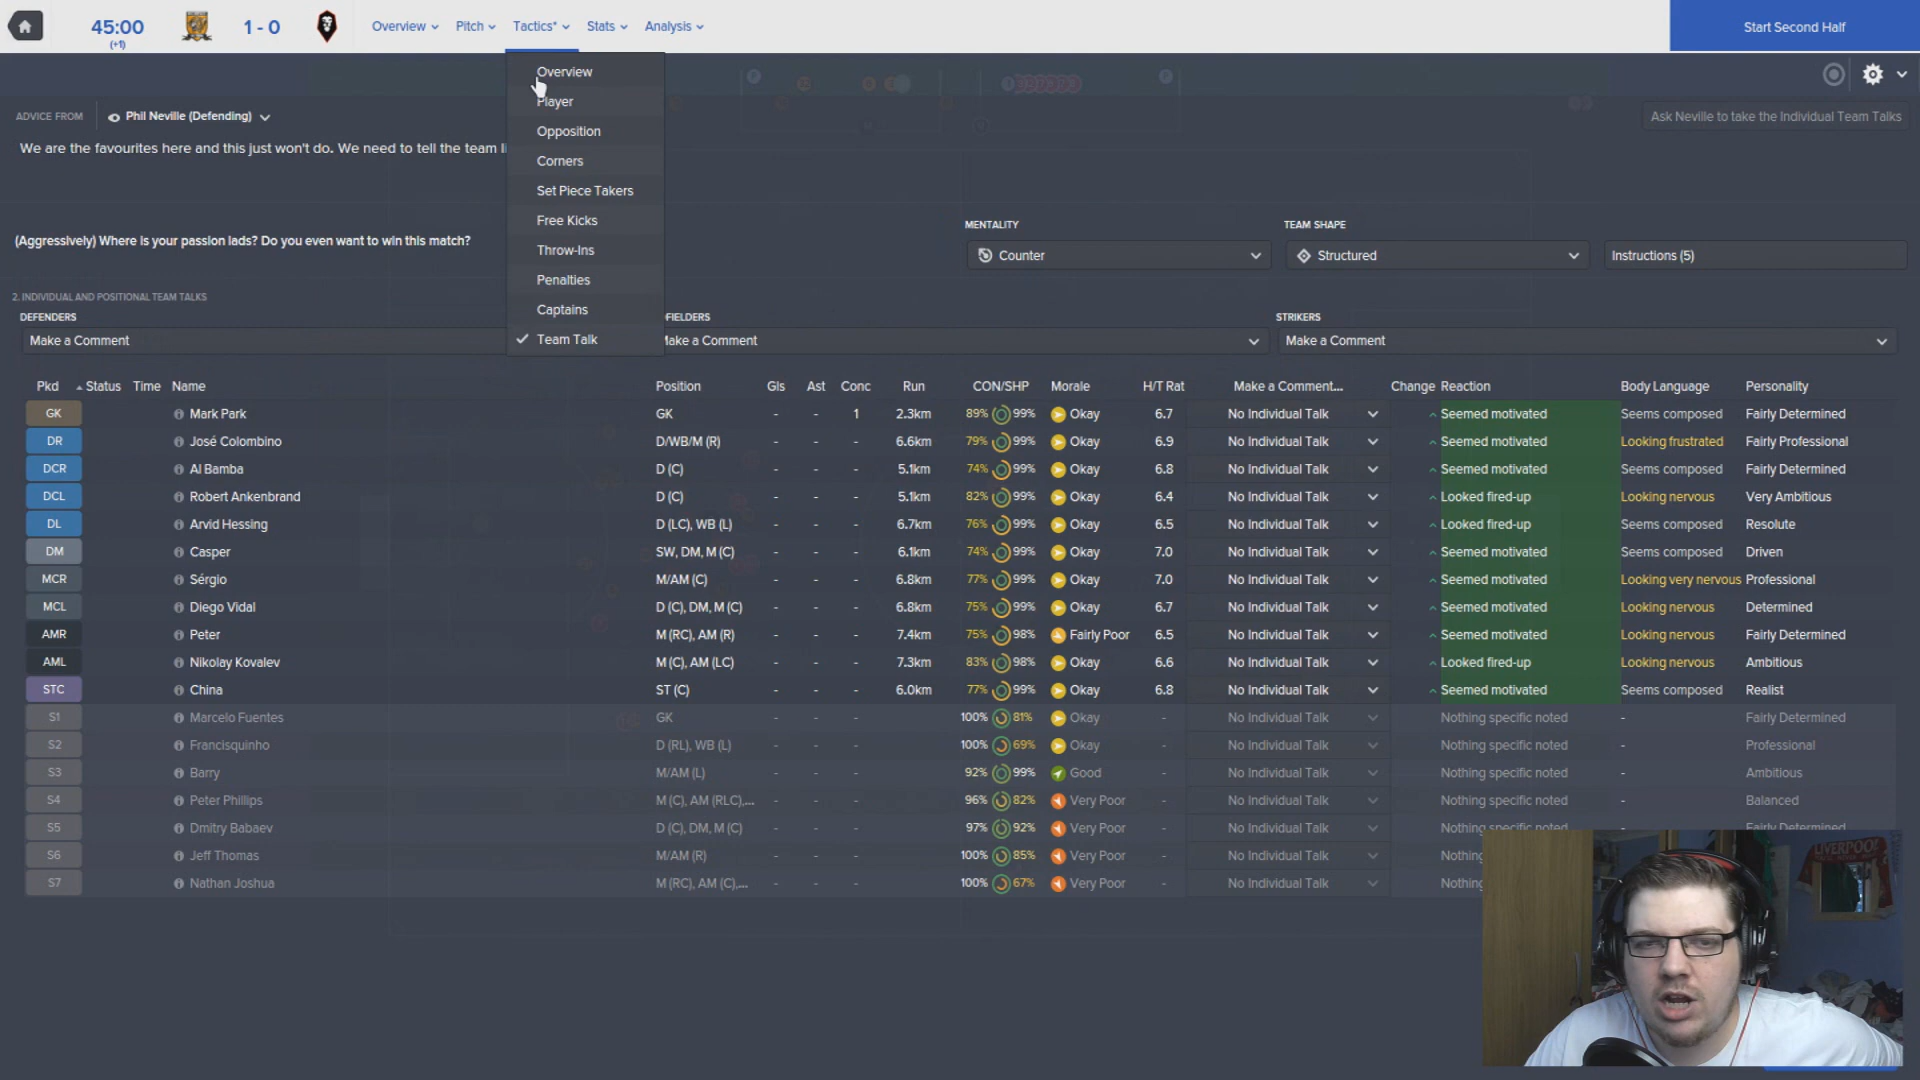 45:00
(+1)
1 - 0
Overview
Pitch
Tactics*
Stats
Analysis
Start Second Half
Overview
Player
Opposition
Corners
Set Piece Takers
Free Kicks
Throw-Ins
Penalties
Captains
Team Talk
ADVICE FROM
Phil Neville (Defending)
Ask Neville to take the Individual Team Talks
We are the favourites here and this just won't do. We need to tell the team
(Aggressively) Where is your passion lads? Do you even want to win this match?
MENTALITY
Counter
TEAM SHAPE
Structured
Instructions (5)
2. INDIVIDUAL AND POSITIONAL TEAM TALKS
DEFENDERS
Make a Comment
FIELDERS
Make a Comment
STRIKERS
Make a Comment
Pkd Status Time Name Position Gls Ast Conc Run CON/SHP Morale H/T Rat Make a Comment... Change Reaction Body Language Personality
GK Mark Park GK - - 1 2.3km 89% 99% Okay 6.7 No Individual Talk Seemed motivated Seems composed Fairly Determined
DR José Colombino D/WB/M (R) - - - 6.6km 79% 99% Okay 6.9 No Individual Talk Seemed motivated Looking frustrated Fairly Professional
DCR Al Bamba D (C) - - - 5.1km 74% 99% Okay 6.8 No Individual Talk Seemed motivated Seems composed Fairly Determined
DCL Robert Ankenbrand D (C) - - - 5.1km 82% 99% Okay 6.4 No Individual Talk Looked fired-up Looking nervous Very Ambitious
DL Arvid Hessing D (LC), WB (L) - - - 6.7km 76% 99% Okay 6.5 No Individual Talk Looked fired-up Seems composed Resolute
DM Casper SW, DM, M (C) - - - 6.1km 74% 99% Okay 7.0 No Individual Talk Seemed motivated Seems composed Driven
MCR Sérgio M/AM (C) - - - 6.8km 77% 99% Okay 7.0 No Individual Talk Seemed motivated Looking very nervous Professional
MCL Diego Vidal D (C), DM, M (C) - - - 6.8km 75% 99% Okay 6.7 No Individual Talk Seemed motivated Looking nervous Determined
AMR Peter M (RC), AM (R) - - - 7.4km 75% 98% Fairly Poor 6.5 No Individual Talk Seemed motivated Looking nervous Fairly Determined
AML Nikolay Kovalev M (C), AM (LC) - - - 7.3km 83% 98% Okay 6.6 No Individual Talk Looked fired-up Looking nervous Ambitious
STC China ST (C) - - - 6.0km 77% 99% Okay 6.8 No Individual Talk Seemed motivated Seems composed Realist
S1 Marcelo Fuentes GK - - - 100% 81% Okay - No Individual Talk Nothing specific noted - Fairly Determined
S2 Francisquinho D (RL), WB (L) - - - 100% 69% Okay - No Individual Talk Nothing specific noted - Professional
S3 Barry M/AM (L) - - - 92% 99% Good - No Individual Talk Nothing specific noted - Ambitious
S4 Peter Phillips M (C), AM (RLC),... - - - 96% 82% Very Poor - No Individual Talk Nothing specific noted - Balanced
S5 Dmitry Babaev D (C), DM, M (C) - - - 97% 92% Very Poor - No Individual Talk Nothing specific noted - Fairly Determined
S6 Jeff Thomas M/AM (R) - - - 100% 85% Very Poor - No Individual Talk Nothing
S7 Nathan Joshua M (RC), AM (C),... - - - 100% 67% Very Poor - No Individual Talk Nothing
LIVERPOOL